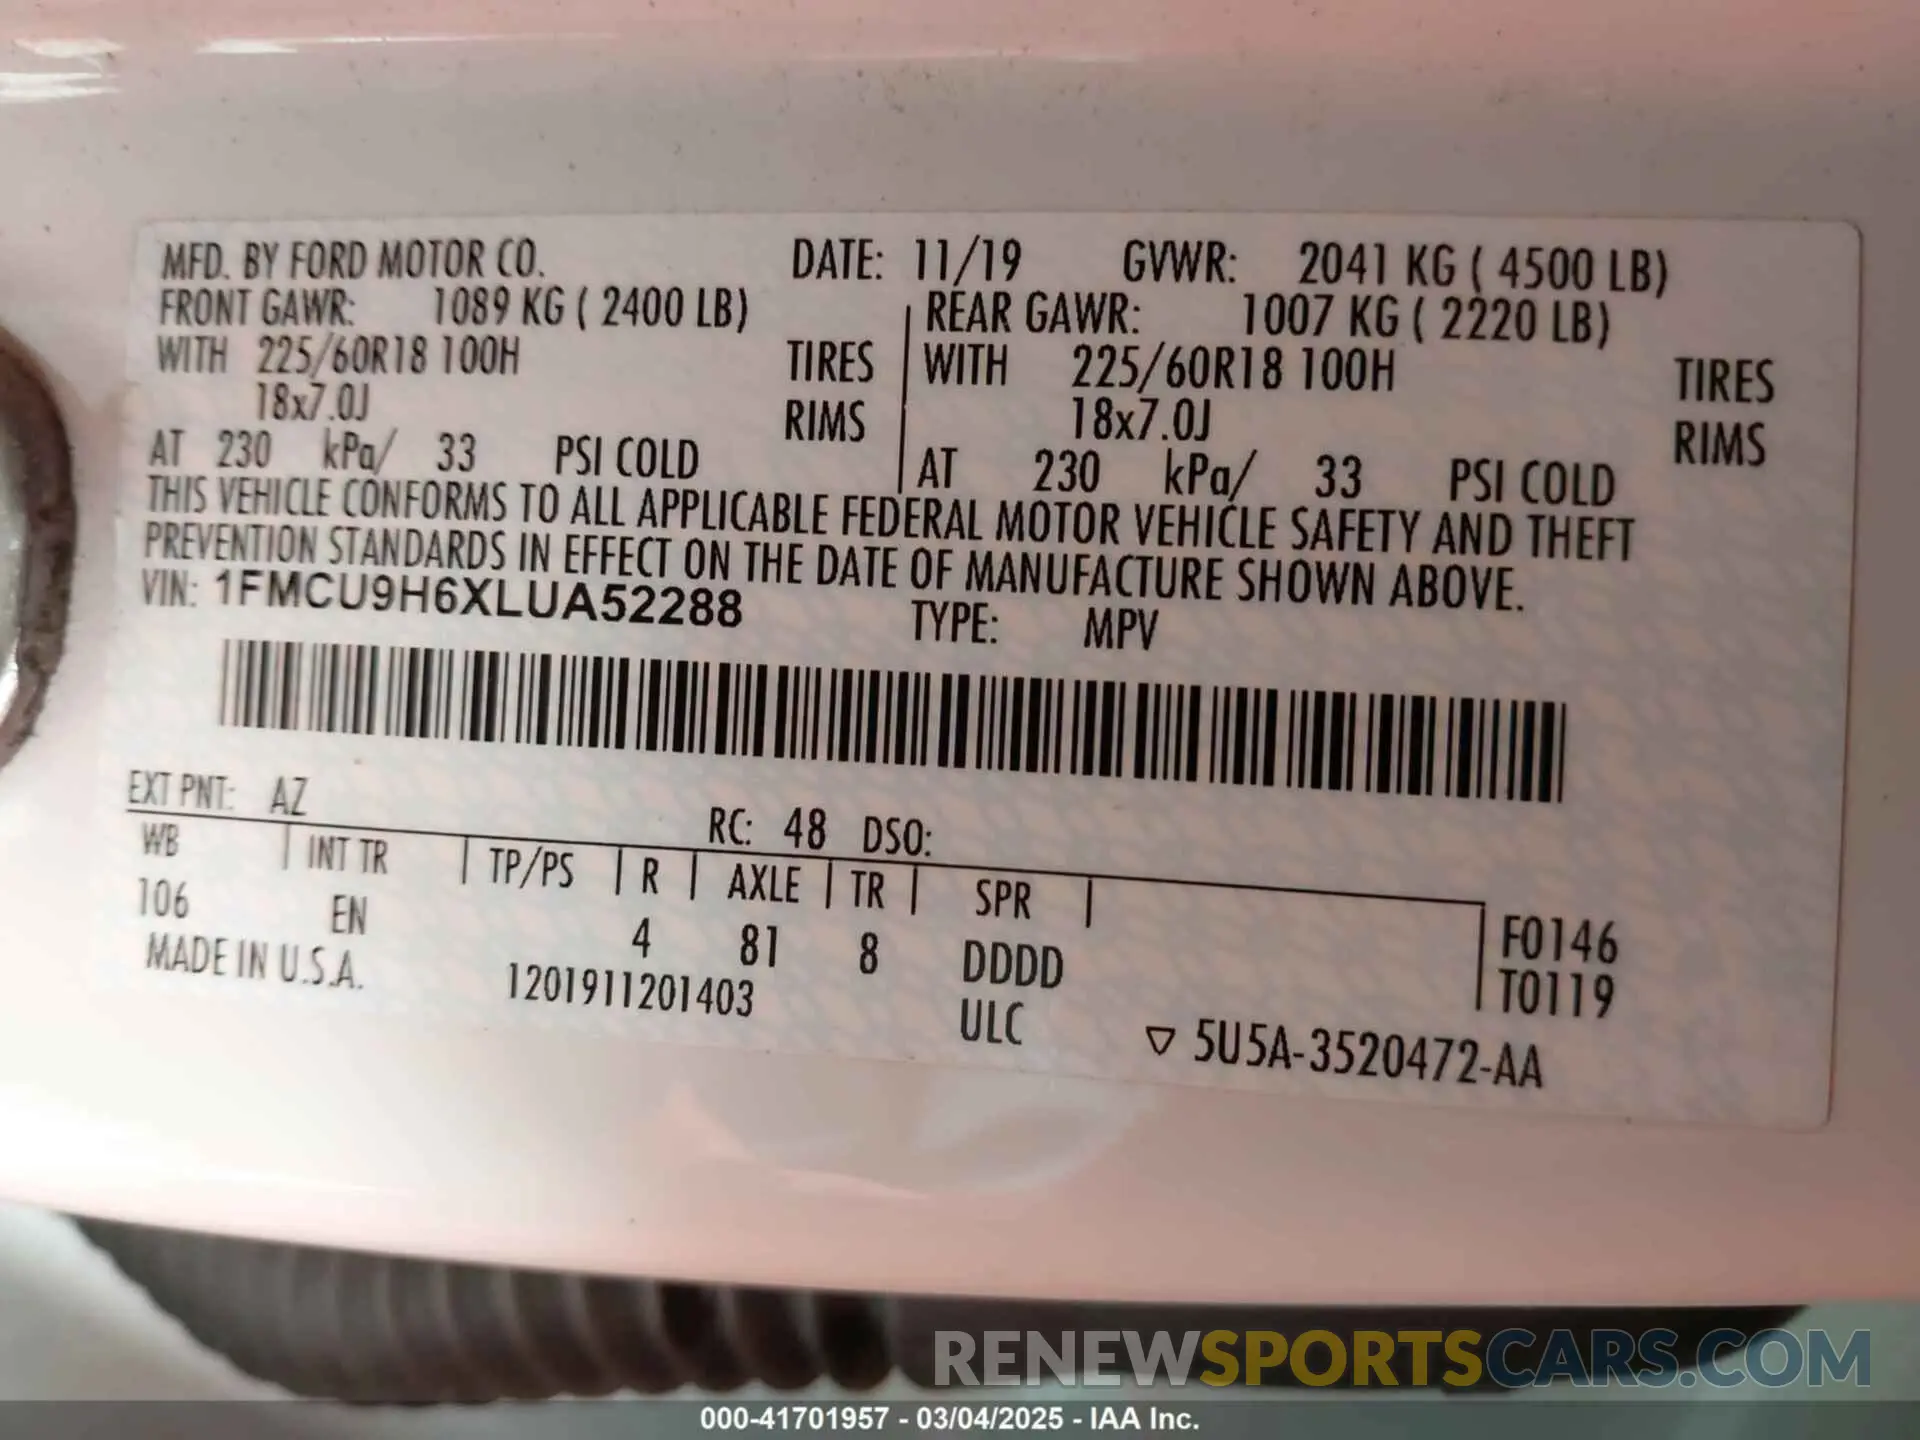 MFD. BY FORD MOTOR CO. DATE: 11/19 GVWR: 2041 KG ( 4500 LB)
FRONT GAWR: 1089 KG ( 2400 LB) REAR GAWR: 1007 KG ( 2220 LB)
WITH 225/60R18 100H TIRES WITH 225/60R18 100H TIRES
18x7.0J RIMS 18x7.0J RIMS
AT 230 kPa/ 33 PSI COLD AT 230 kPa/ 33 PSI COLD
THIS VEHICLE CONFORMS TO ALL APPLICABLE FEDERAL MOTOR VEHICLE SAFETY AND THEFT
PREVENTION STANDARDS IN EFFECT ON THE DATE OF MANUFACTURE SHOWN ABOVE.
VIN: 1FMCU9H6XLUA52288 TYPE: MPV
EXT PNT: AZ RC: 48 DSO:
WB INT TR TP/PS R AXLE TR SPR
106 EN 4 81 8 DDDD F0146
MADE IN U.S.A. 1201911201403 ULC T0119
▽ 5U5A-3520472-AA
RENEWSPORTSCARS.COM
000-41701957 - 03/04/2025 - IAA Inc.